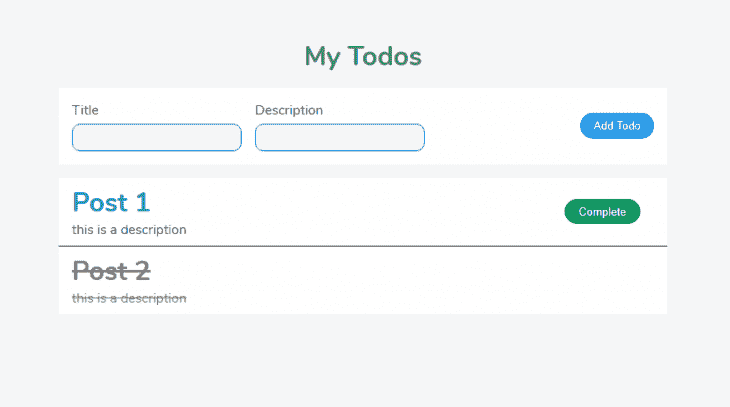 My Todos
Title
Description
Add Todo
Post 1
this is a description
Complete
Post 2
this is a description